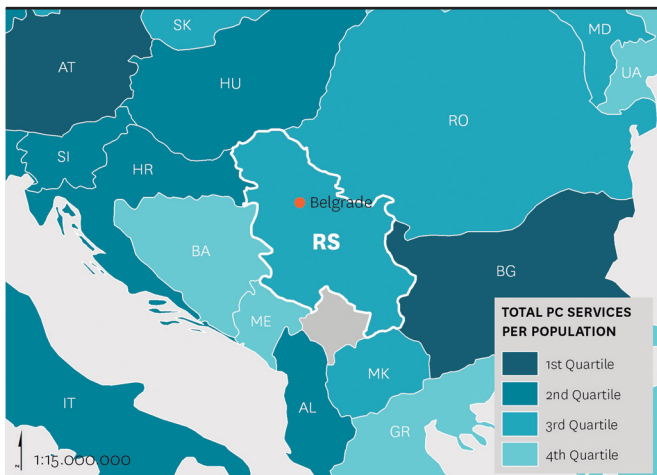 SK
MD
AT
UA
HU
RO
SI
HR
Belgrade
RS
BA
BG
ME
MK
AL
IT
GR
TOTAL PC SERVICES
PER POPULATION
1st Quartile
2nd Quartile
3rd Quartile
4th Quartile
N
1:15.000.000